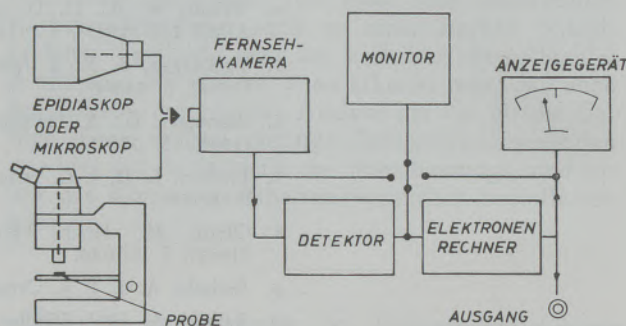 FERNSEH-
KAMERA
MONITOR
ANZEIGEGERÄT
EPIDIASKOP
ODER
MIKROSKOP
DETEKTOR
ELEKTRONEN
RECHNER
PROBE
AUSGANG